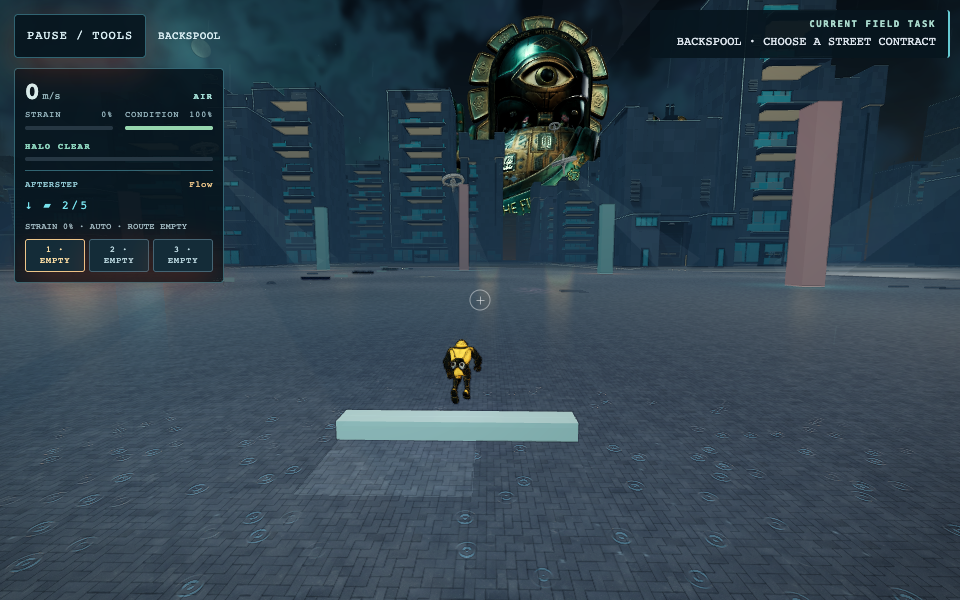 PAUSE / TOOLS
BACKSPOOL
CURRENT FIELD TASK
BACKSPOOL · CHOOSE A STREET CONTRACT
0 m/s
AIR
STRAIN 0%
CONDITION 100%
HALO CLEAR
AFTERSTEP
Flow
↓ ▰ 2/5
STRAIN 0% · AUTO · ROUTE EMPTY
1 · EMPTY
2 · EMPTY
3 · EMPTY